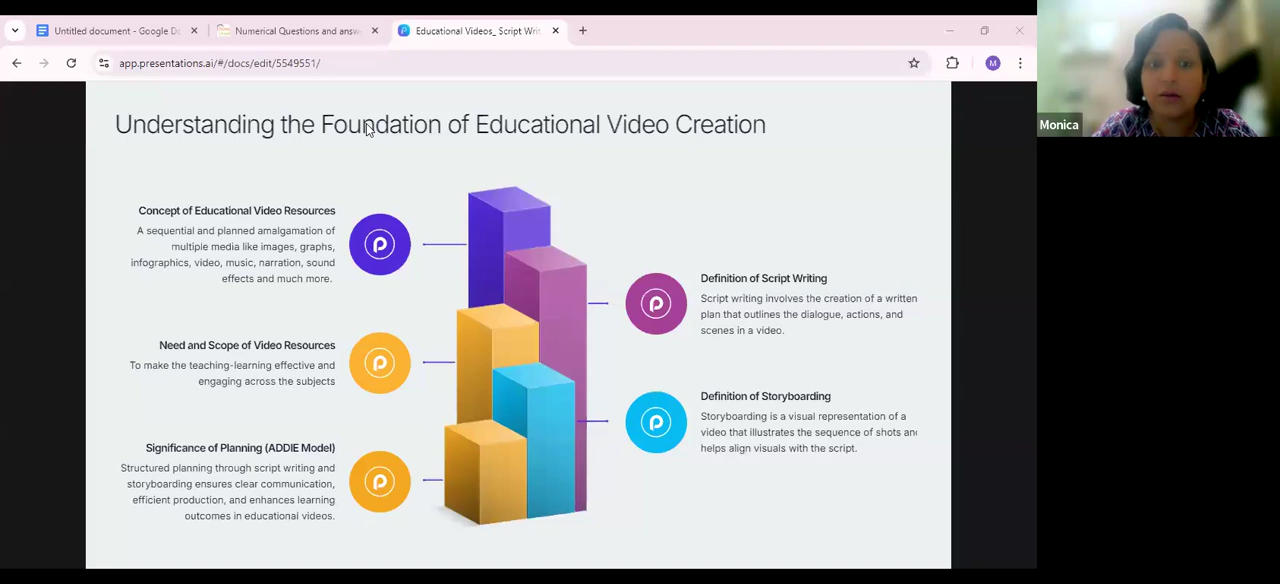 Untitled document - Google Do
Numerical Questions and answ
Educational Videos_ Script Writ
app.presentations.ai/#/docs/edit/5549551/
M
Monica
Understanding the Foundation of Educational Video Creation
Concept of Educational Video Resources
A sequential and planned amalgamation of
multiple media like images, graphs,
infographics, video, music, narration, sound
effects and much more.
Definition of Script Writing
Script writing involves the creation of a written
plan that outlines the dialogue, actions, and
scenes in a video.
Need and Scope of Video Resources
To make the teaching-learning effective and
engaging across the subjects
Definition of Storyboarding
Storyboarding is a visual representation of a
video that illustrates the sequence of shots and
helps align visuals with the script.
Significance of Planning (ADDIE Model)
Structured planning through script writing and
storyboarding ensures clear communication,
efficient production, and enhances learning
outcomes in educational videos.